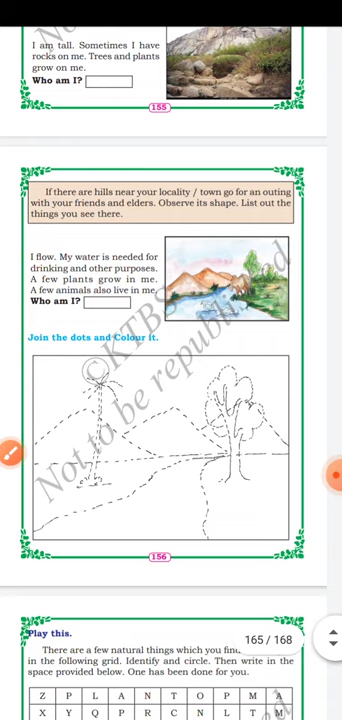 I am tall. Sometimes I have
rocks on me. Trees and plants
grow on me.
Who am I?
155
If there are hills near your locality / town go for an outing
with your friends and elders. Observe its shape. List out the
things you see there.
I flow. My water is needed for
drinking and other purposes.
A few plants grow in me.
A few animals also live in me.
Who am I?
Join the dots and Colour it.
©KTBS
Not to be republished
156
165 / 168
Play this.
There are a few natural things which you find
in the following grid. Identify and circle. Then write in the
space provided below. One has been done for you.
Z P L A N T O P M A
X Y Q P R C N L T M